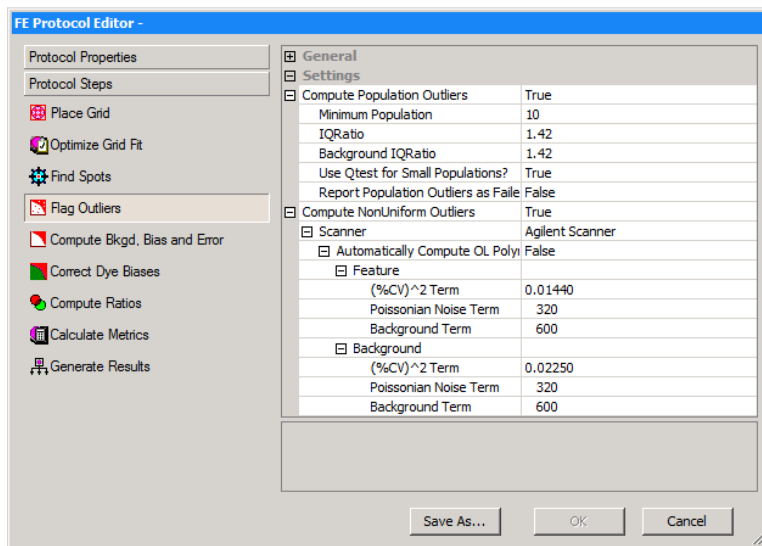 FE Protocol Editor -
Protocol Properties
Protocol Steps
Place Grid
Optimize Grid Fit
Find Spots
Flag Outliers
Compute Bkgd, Bias and Error
Correct Dye Biases
Compute Ratios
Calculate Metrics
Generate Results
General
Settings
Compute Population Outliers True
Minimum Population 10
IQRatio 1.42
Background IQRatio 1.42
Use Qtest for Small Populations? True
Report Population Outliers as Faile False
Compute NonUniform Outliers True
Scanner Agilent Scanner
Automatically Compute OL Polyı False
Feature
(%CV)^2 Term 0.01440
Poissonian Noise Term 320
Background Term 600
Background
(%CV)^2 Term 0.02250
Poissonian Noise Term 320
Background Term 600
Save As...
OK
Cancel